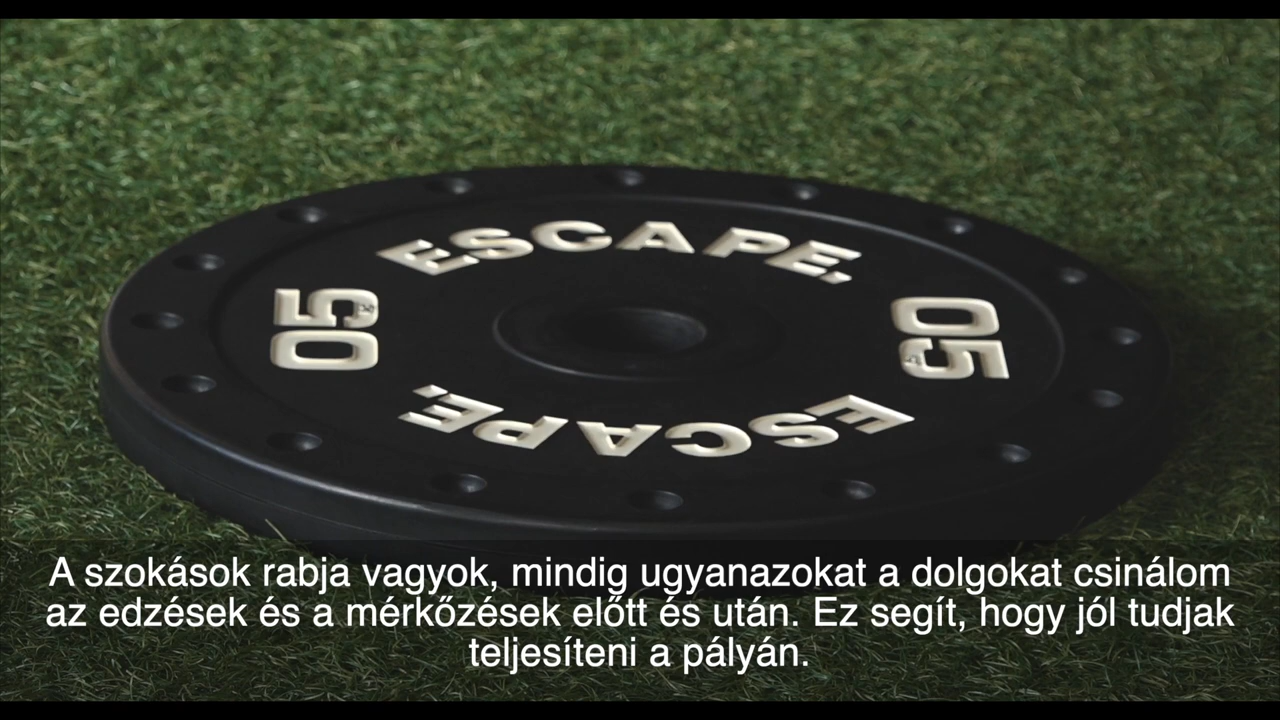 ESCAPE.
05
05
ESCAPE.
A szokások rabja vagyok, mindig ugyanazokat a dolgokat csinálom
az edzések és a mérkőzések előtt és után. Ez segít, hogy jól tudjak
teljesíteni a pályán.